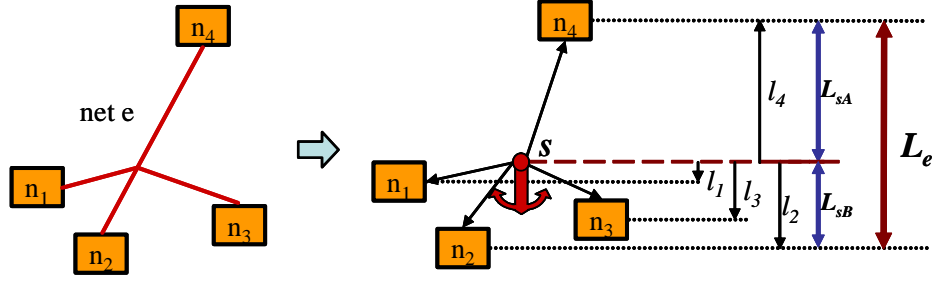 n₄
net e
n₁
n₂
n₃
n₄
s
n₁
n₂
n₃
l₁
l₃
l₄
l₂
LₛA
LₛB
Lₑ